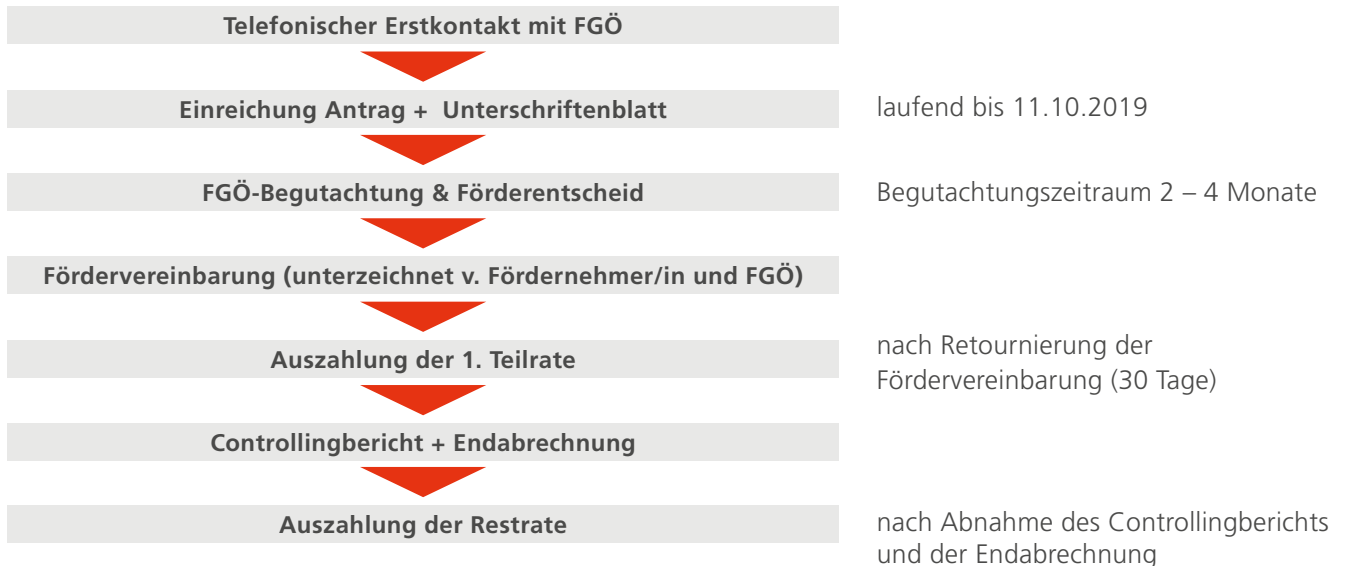 Telefonischer Erstkontakt mit FGÖ
Einreichung Antrag + Unterschriftenblatt
laufend bis 11.10.2019
FGÖ-Begutachtung & Förderentscheid
Begutachtungszeitraum 2 – 4 Monate
Fördervereinbarung (unterzeichnet v. Fördernehmer/in und FGÖ)
Auszahlung der 1. Teilrate
nach Retournierung der
Fördervereinbarung (30 Tage)
Controllingbericht + Endabrechnung
Auszahlung der Restrate
nach Abnahme des Controllingberichts
und der Endabrechnung